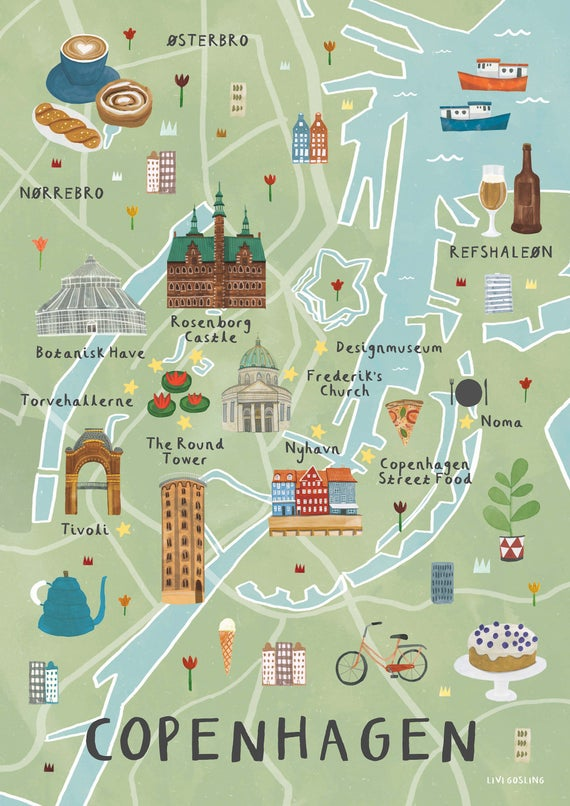 ØSTERBRO
NØRREBRO
REFSHALEØN
Rosenborg
Castle
Botanisk Have
Designmuseum
Frederik's
Church
Torvehallerne
Noma
The Round
Tower
Nyhavn
Copenhagen
Street Food
Tivoli
COPENHAGEN
LIVI GOSLING